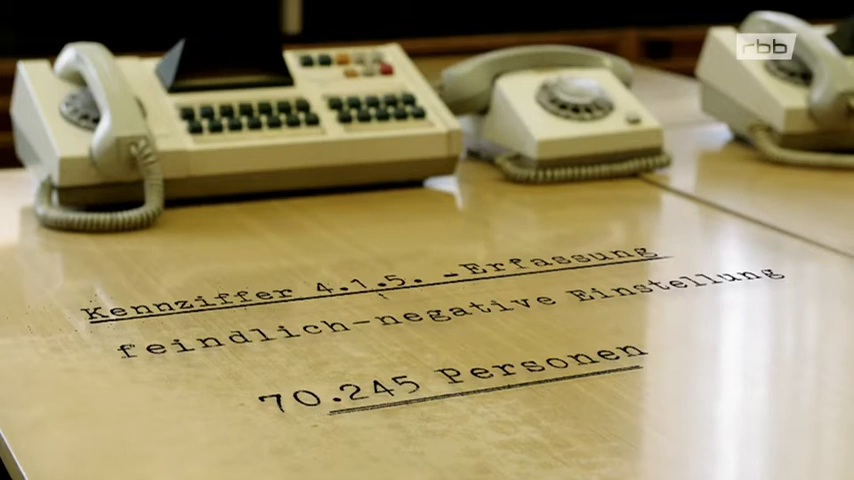 rbb
Kennziffer 4.1.5. -Erfassung
feindlich-negative Einstellung
70.245 Personen